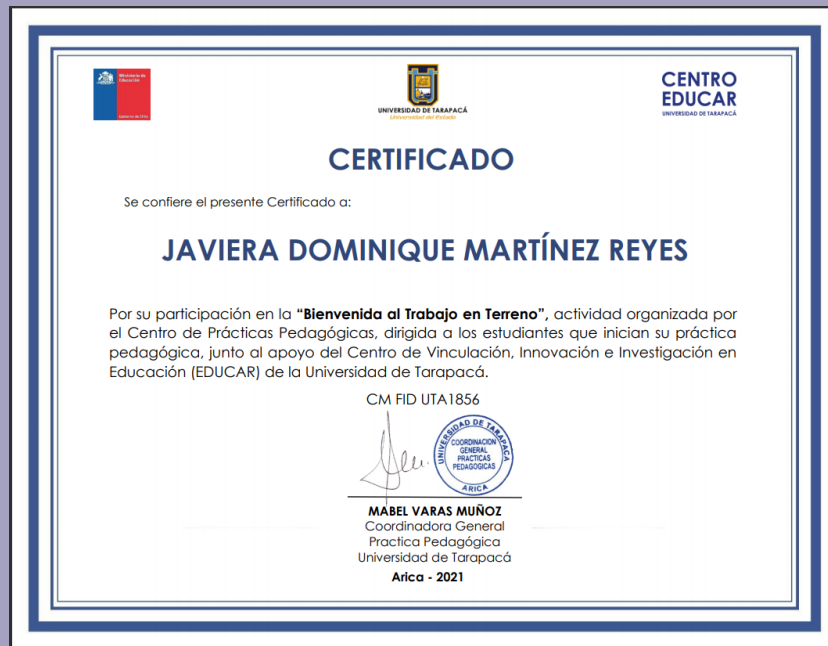 Ministerio de
Educación
Gobierno de Chile
UNIVERSIDAD DE TARAPACÁ
Universidad del Estado
CENTRO
EDUCAR
UNIVERSIDAD DE TARAPACÁ
CERTIFICADO
Se confiere el presente Certificado a:
JAVIERA DOMINIQUE MARTÍNEZ REYES
Por su participación en la “Bienvenida al Trabajo en Terreno”, actividad organizada por
el Centro de Prácticas Pedagógicas, dirigida a los estudiantes que inician su práctica
pedagógica, junto al apoyo del Centro de Vinculación, Innovación e Investigación en
Educación (EDUCAR) de la Universidad de Tarapacá.
CM FID UTA1856
UNIVERSIDAD DE TARAPACA
COORDINACION
GENERAL
PRACTICAS
PEDAGOGICAS
ARICA
MABEL VARAS MUÑOZ
Coordinadora General
Practica Pedagógica
Universidad de Tarapacá
Arica - 2021